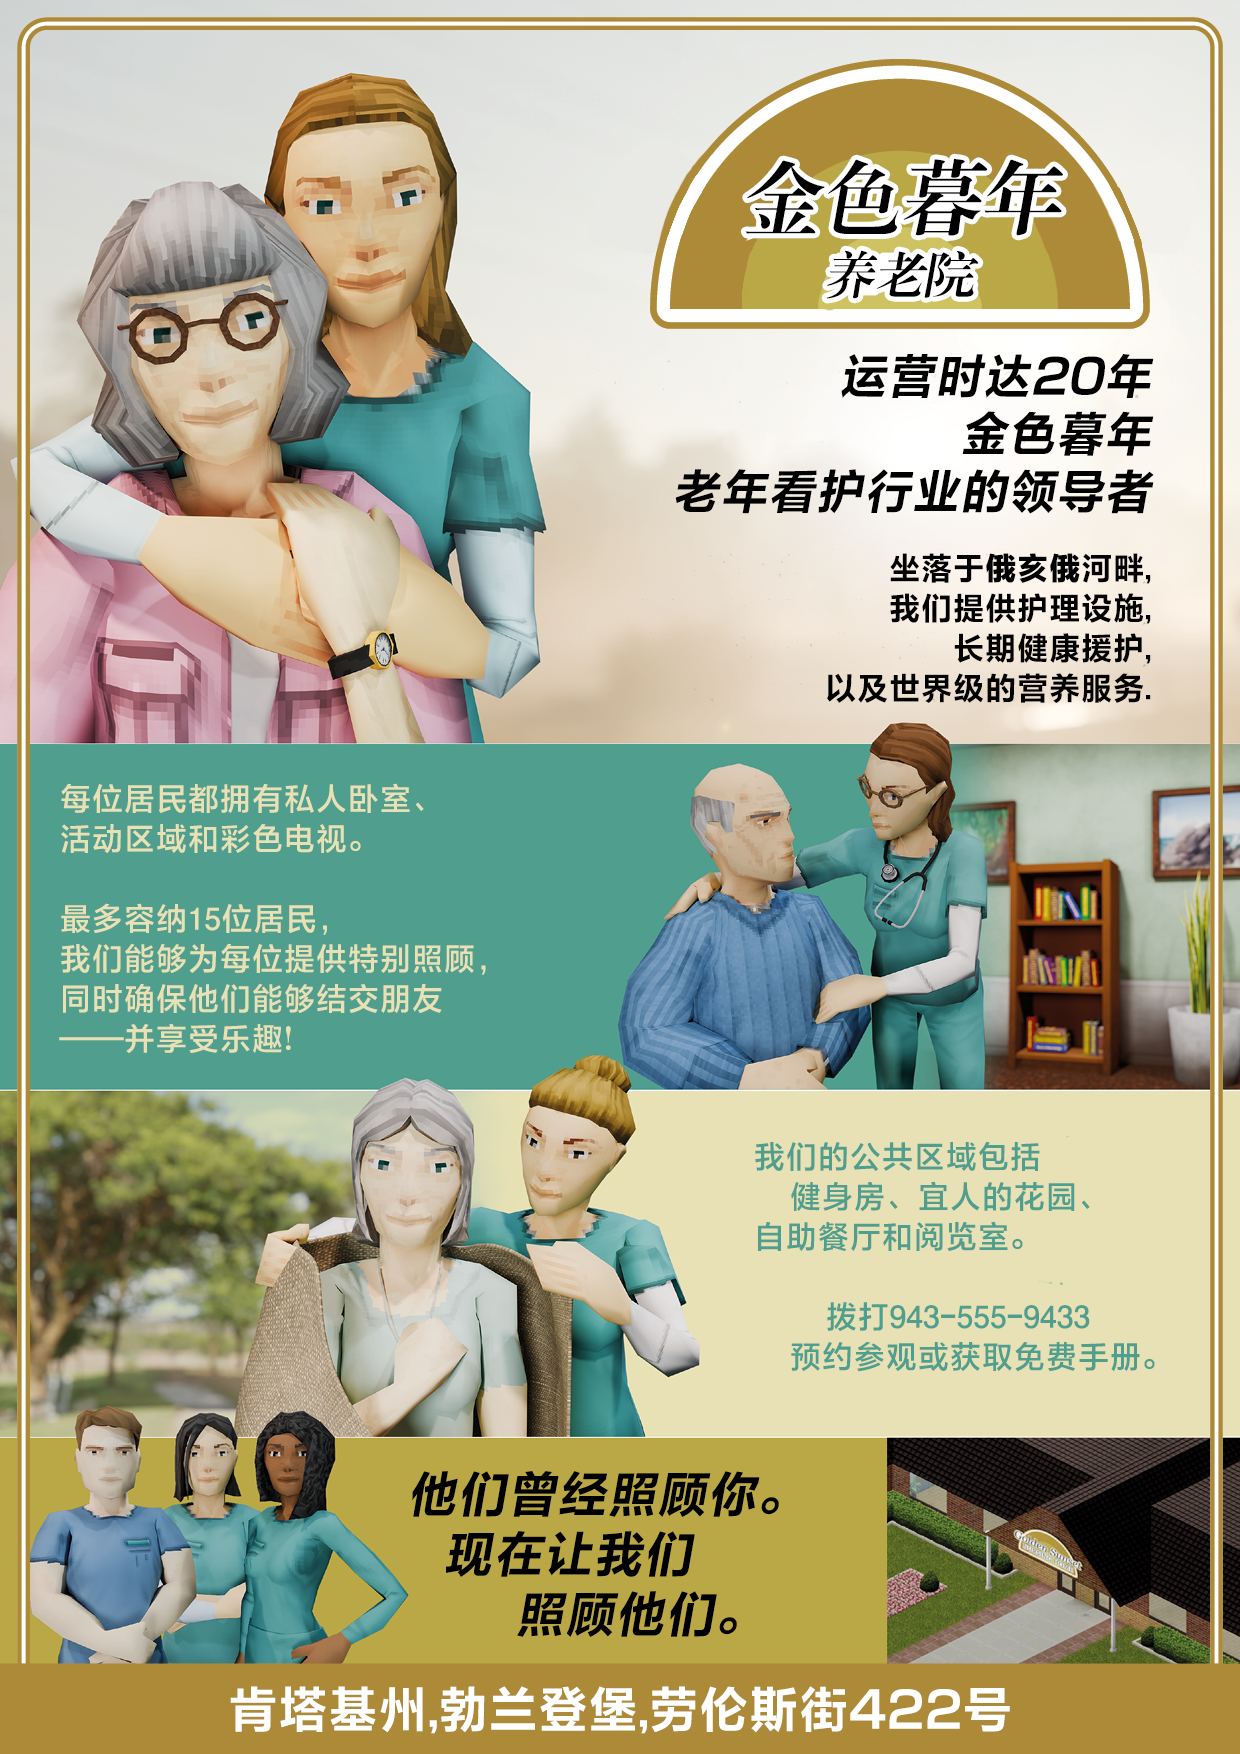 金色暮年
养老院
运营时达20年
金色暮年
老年看护行业的领导者
坐落于俄亥俄河畔,
我们提供护理设施,
长期健康援护,
以及世界级的营养服务.
每位居民都拥有私人卧室、
活动区域和彩色电视。
最多容纳15位居民,
我们能够为每位提供特别照顾,
同时确保他们能够结交朋友
——并享受乐趣!
我们的公共区域包括
健身房、宜人的花园、
自助餐厅和阅览室。
拨打943-555-9433
预约参观或获取免费手册。
他们曾经照顾你。
现在让我们
照顾他们。
Golden Sunset
肯塔基州,勃兰登堡,劳伦斯街422号